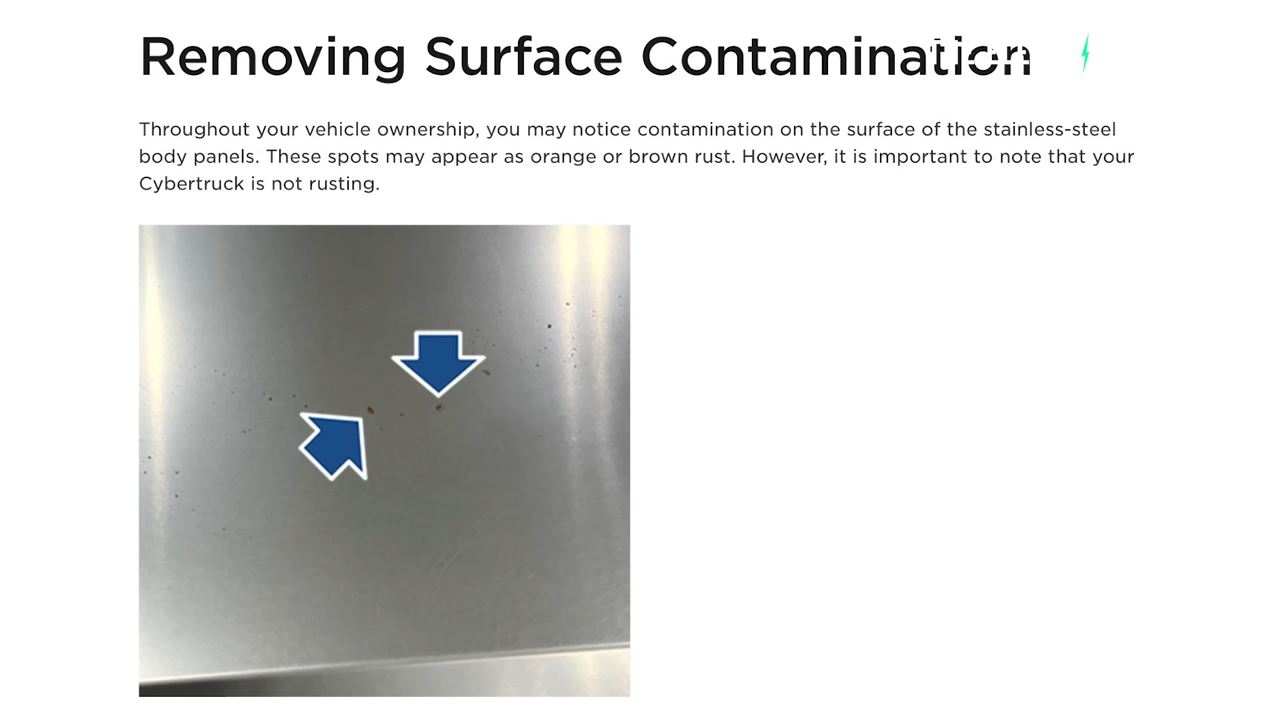 Removing Surface Contamination
Throughout your vehicle ownership, you may notice contamination on the surface of the stainless-steel
body panels. These spots may appear as orange or brown rust. However, it is important to note that your
Cybertruck is not rusting.